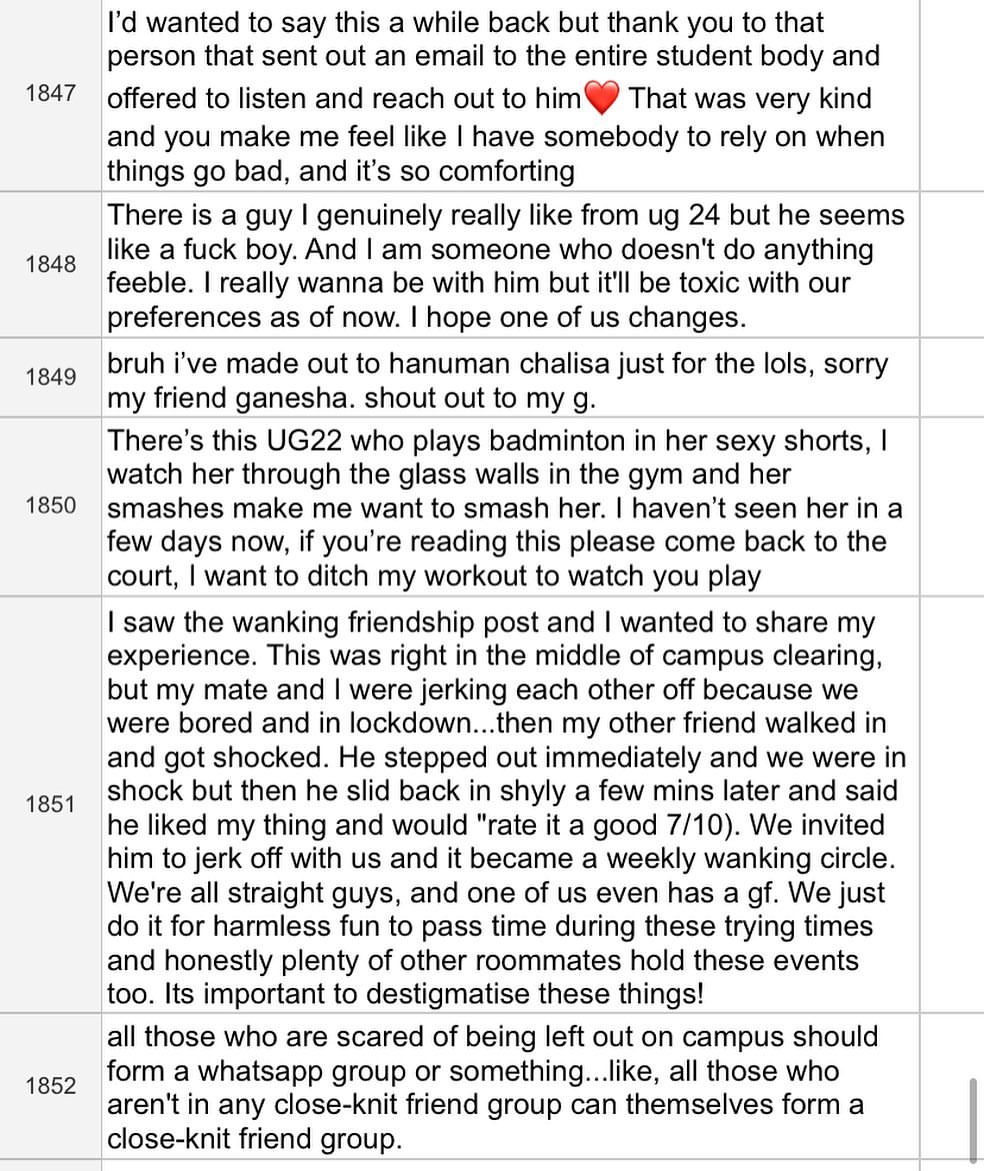 1847
I’d wanted to say this a while back but thank you to that
person that sent out an email to the entire student body and
offered to listen and reach out to him❤️ That was very kind
and you make me feel like I have somebody to rely on when
things go bad, and it’s so comforting
1848
There is a guy I genuinely really like from ug 24 but he seems
like a fuck boy. And I am someone who doesn't do anything
feeble. I really wanna be with him but it'll be toxic with our
preferences as of now. I hope one of us changes.
1849
bruh i’ve made out to hanuman chalisa just for the lols, sorry
my friend ganesha. shout out to my g.
1850
There’s this UG22 who plays badminton in her sexy shorts, I
watch her through the glass walls in the gym and her
smashes make me want to smash her. I haven’t seen her in a
few days now, if you’re reading this please come back to the
court, I want to ditch my workout to watch you play
1851
I saw the wanking friendship post and I wanted to share my
experience. This was right in the middle of campus clearing,
but my mate and I were jerking each other off because we
were bored and in lockdown...then my other friend walked in
and got shocked. He stepped out immediately and we were in
shock but then he slid back in shyly a few mins later and said
he liked my thing and would "rate it a good 7/10). We invited
him to jerk off with us and it became a weekly wanking circle.
We're all straight guys, and one of us even has a gf. We just
do it for harmless fun to pass time during these trying times
and honestly plenty of other roommates hold these events
too. Its important to destigmatise these things!
1852
all those who are scared of being left out on campus should
form a whatsapp group or something...like, all those who
aren't in any close-knit friend group can themselves form a
close-knit friend group.